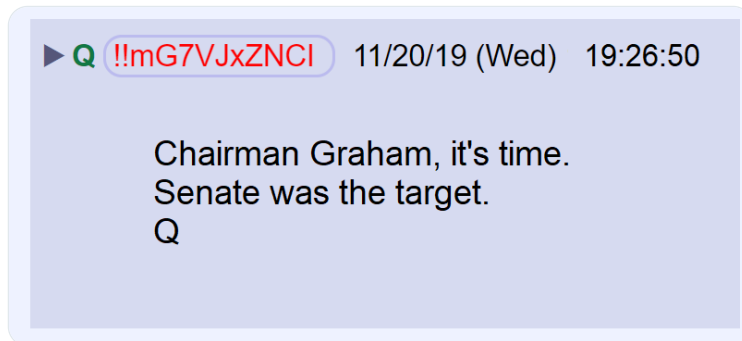 ▶ Q !!mG7VJxZNCI 11/20/19 (Wed) 19:26:50
Chairman Graham, it's time.
Senate was the target.
Q